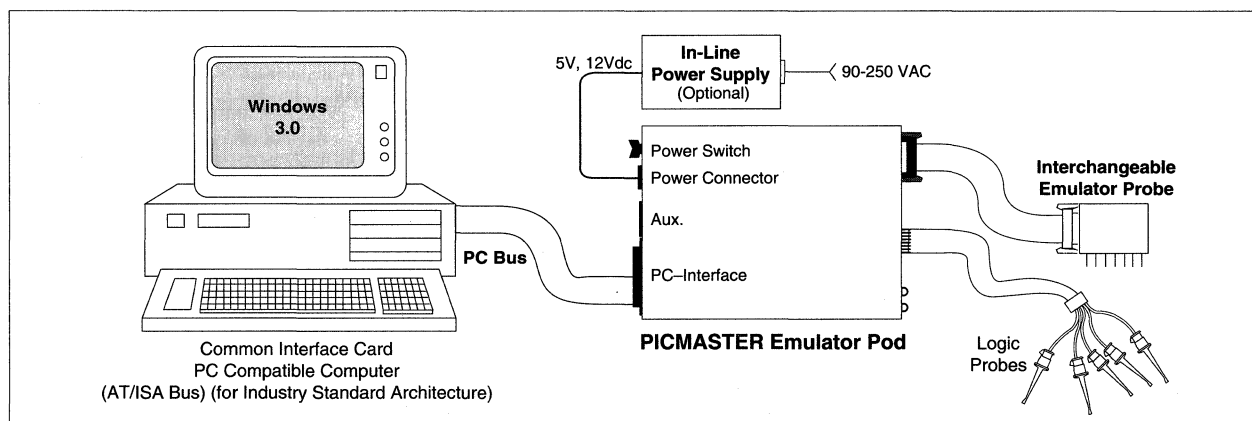 Windows
3.0
5V, 12Vdc
In-Line
Power Supply
(Optional)
90-250 VAC
Power Switch
Power Connector
Aux.
PC–Interface
PC Bus
Interchangeable
Emulator Probe
PICMASTER Emulator Pod
Logic
Probes
Common Interface Card
PC Compatible Computer
(AT/ISA Bus) (for Industry Standard Architecture)